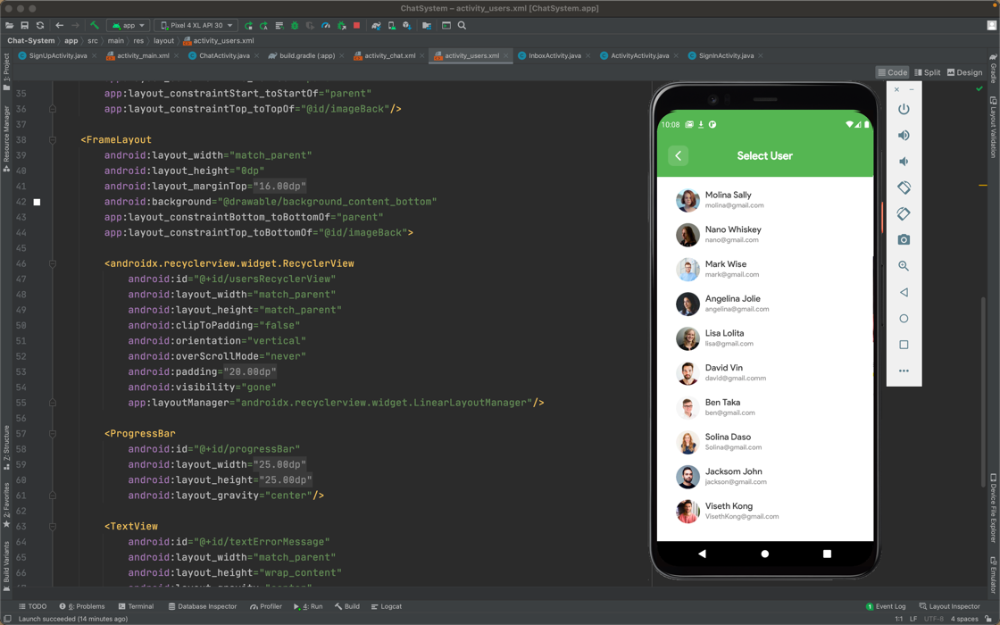 ChatSystem – activity_users.xml [ChatSystem.app]
app
Pixel 4 XL API 30
Chat-System
app
src
main
res
layout
activity_users.xml
SignUpActivity.java
activity_main.xml
ChatActivity.java
build.gradle (:app)
activity_chat.xml
activity_users.xml
InboxActivity.java
ActivityActivity.java
SignInActivity.java
Code
Split
Design
1: Project
Resource Manager
Z: Structure
2: Favorites
Build Variants
Gradle
Layout Validation
Device File Explorer
Emulator
35 app:layout_constraintStart_toStartOf="parent"
36 app:layout_constraintTop_toTopOf="@id/imageBack"/>
37
38 <FrameLayout
39 android:layout_width="match_parent"
40 android:layout_height="0dp"
41 android:layout_marginTop="16.00dp"
42 android:background="@drawable/background_content_bottom"
43 app:layout_constraintBottom_toBottomOf="parent"
44 app:layout_constraintTop_toBottomOf="@id/imageBack">
45
46 <androidx.recyclerview.widget.RecyclerView
47 android:id="@+id/usersRecyclerView"
48 android:layout_width="match_parent"
49 android:layout_height="match_parent"
50 android:clipToPadding="false"
51 android:orientation="vertical"
52 android:overScrollMode="never"
53 android:padding="20.00dp"
54 android:visibility="gone"
55 app:layoutManager="androidx.recyclerview.widget.LinearLayoutManager"/>
56
57 <ProgressBar
58 android:id="@+id/progressBar"
59 android:layout_width="25.00dp"
60 android:layout_height="25.00dp"
61 android:layout_gravity="center"/>
62
63 <TextView
64 android:id="@+id/textErrorMessage"
65 android:layout_width="match_parent"
66 android:layout_height="wrap_content"
10:08
Select User
Molina Sally
molina@gmail.com
Nano Whiskey
nano@gmail.com
Mark Wise
mark@gmail.com
Angelina Jolie
angelina@gmail.com
Lisa Lolita
lisa@gmail.com
David Vin
david@gmail.comm
Ben Taka
ben@gmail.com
Solina Daso
Solina@gmail.com
Jacksom John
jackson@gmail.com
Viseth Kong
VisethKong@gmail.com
TODO
6: Problems
Terminal
Database Inspector
Profiler
4: Run
Build
Logcat
1 Event Log
Layout Inspector
Launch succeeded (14 minutes ago)
1:1
LF
UTF-8
4 spaces